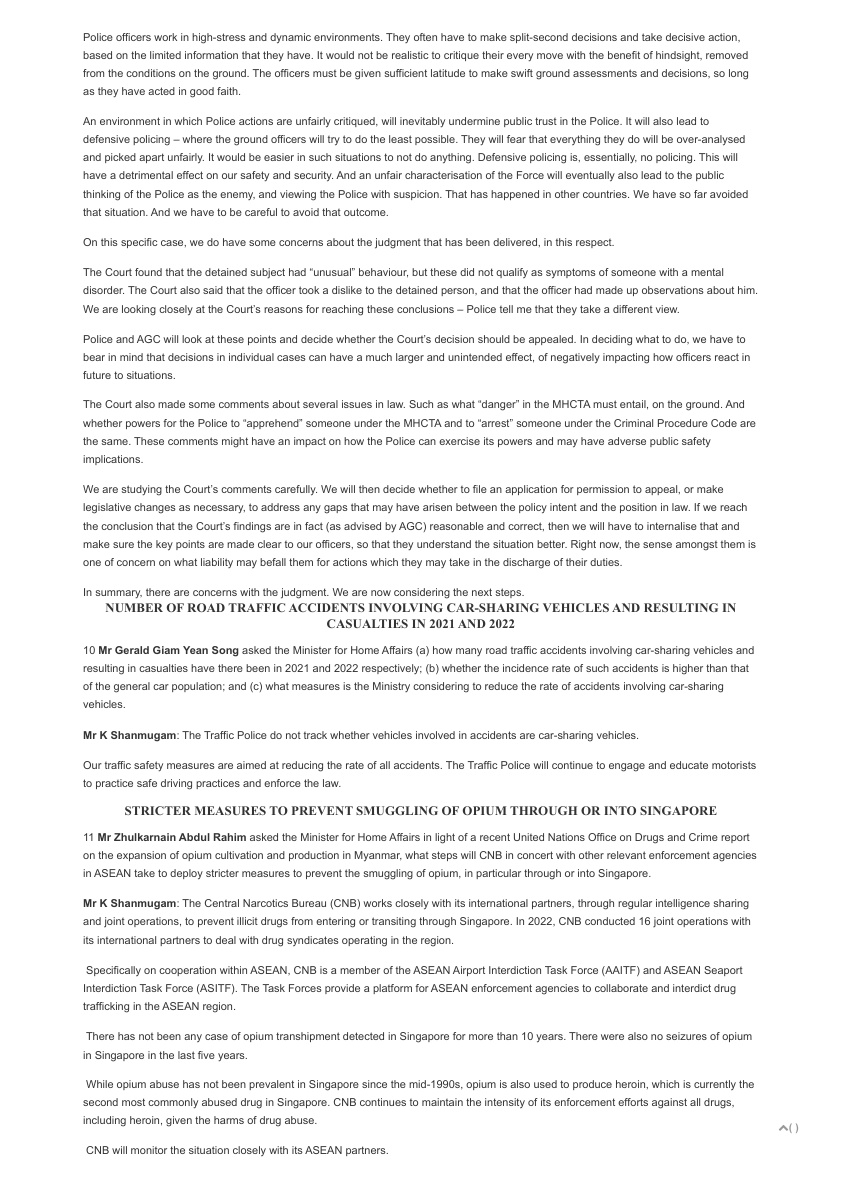 Police officers work in high-stress and dynamic environments. They often have to make split-second decisions and take decisive action,
based on the limited information that they have. It would not be realistic to critique their every move with the benefit of hindsight, removed
from the conditions on the ground. The officers must be given sufficient latitude to make swift ground assessments and decisions, so long
as they have acted in good faith.
An environment in which Police actions are unfairly critiqued, will inevitably undermine public trust in the Police. It will also lead to
defensive policing – where the ground officers will try to do the least possible. They will fear that everything they do will be over-analysed
and picked apart unfairly. It would be easier in such situations to not do anything. Defensive policing is, essentially, no policing. This will
have a detrimental effect on our safety and security. And an unfair characterisation of the Force will eventually also lead to the public
thinking of the Police as the enemy, and viewing the Police with suspicion. That has happened in other countries. We have so far avoided
that situation. And we have to be careful to avoid that outcome.
On this specific case, we do have some concerns about the judgment that has been delivered, in this respect.
The Court found that the detained subject had “unusual” behaviour, but these did not qualify as symptoms of someone with a mental
disorder. The Court also said that the officer took a dislike to the detained person, and that the officer had made up observations about him.
We are looking closely at the Court’s reasons for reaching these conclusions – Police tell me that they take a different view.
Police and AGC will look at these points and decide whether the Court’s decision should be appealed. In deciding what to do, we have to
bear in mind that decisions in individual cases can have a much larger and unintended effect, of negatively impacting how officers react in
future to situations.
The Court also made some comments about several issues in law. Such as what “danger” in the MHCTA must entail, on the ground. And
whether powers for the Police to “apprehend” someone under the MHCTA and to “arrest” someone under the Criminal Procedure Code are
the same. These comments might have an impact on how the Police can exercise its powers and may have adverse public safety
implications.
We are studying the Court’s comments carefully. We will then decide whether to file an application for permission to appeal, or make
legislative changes as necessary, to address any gaps that may have arisen between the policy intent and the position in law. If we reach
the conclusion that the Court’s findings are in fact (as advised by AGC) reasonable and correct, then we will have to internalise that and
make sure the key points are made clear to our officers, so that they understand the situation better. Right now, the sense amongst them is
one of concern on what liability may befall them for actions which they may take in the discharge of their duties.
In summary, there are concerns with the judgment. We are now considering the next steps.
NUMBER OF ROAD TRAFFIC ACCIDENTS INVOLVING CAR-SHARING VEHICLES AND RESULTING IN
CASUALTIES IN 2021 AND 2022
10 Mr Gerald Giam Yean Song asked the Minister for Home Affairs (a) how many road traffic accidents involving car-sharing vehicles and
resulting in casualties have there been in 2021 and 2022 respectively; (b) whether the incidence rate of such accidents is higher than that
of the general car population; and (c) what measures is the Ministry considering to reduce the rate of accidents involving car-sharing
vehicles.
Mr K Shanmugam: The Traffic Police do not track whether vehicles involved in accidents are car-sharing vehicles.
Our traffic safety measures are aimed at reducing the rate of all accidents. The Traffic Police will continue to engage and educate motorists
to practice safe driving practices and enforce the law.
STRICTER MEASURES TO PREVENT SMUGGLING OF OPIUM THROUGH OR INTO SINGAPORE
11 Mr Zhulkarnain Abdul Rahim asked the Minister for Home Affairs in light of a recent United Nations Office on Drugs and Crime report
on the expansion of opium cultivation and production in Myanmar, what steps will CNB in concert with other relevant enforcement agencies
in ASEAN take to deploy stricter measures to prevent the smuggling of opium, in particular through or into Singapore.
Mr K Shanmugam: The Central Narcotics Bureau (CNB) works closely with its international partners, through regular intelligence sharing
and joint operations, to prevent illicit drugs from entering or transiting through Singapore. In 2022, CNB conducted 16 joint operations with
its international partners to deal with drug syndicates operating in the region.
Specifically on cooperation within ASEAN, CNB is a member of the ASEAN Airport Interdiction Task Force (AAITF) and ASEAN Seaport
Interdiction Task Force (ASITF). The Task Forces provide a platform for ASEAN enforcement agencies to collaborate and interdict drug
trafficking in the ASEAN region.
There has not been any case of opium transhipment detected in Singapore for more than 10 years. There were also no seizures of opium
in Singapore in the last five years.
While opium abuse has not been prevalent in Singapore since the mid-1990s, opium is also used to produce heroin, which is currently the
second most commonly abused drug in Singapore. CNB continues to maintain the intensity of its enforcement efforts against all drugs,
including heroin, given the harms of drug abuse.
( )
CNB will monitor the situation closely with its ASEAN partners.